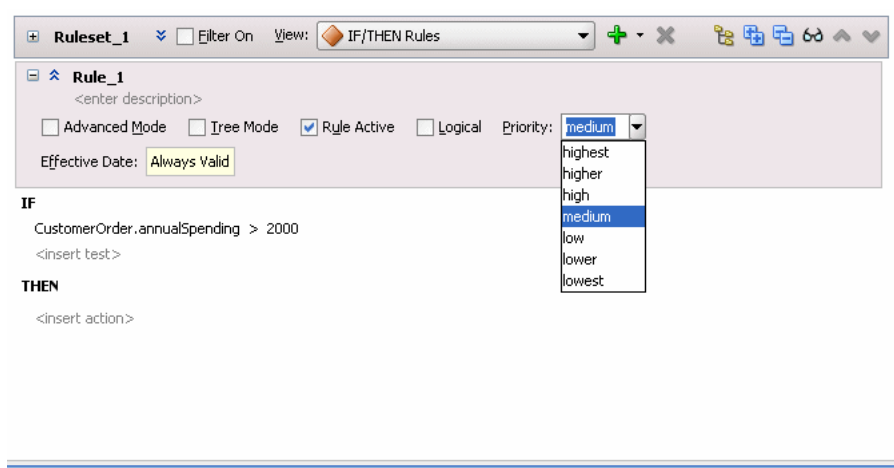 Ruleset_1 Filter On View: IF/THEN Rules
Rule_1
<enter description>
Advanced Mode Tree Mode Rule Active Logical Priority: medium
Effective Date: Always Valid
highest
higher
high
medium
low
lower
lowest
IF
CustomerOrder.annualSpending > 2000
<insert test>
THEN
<insert action>